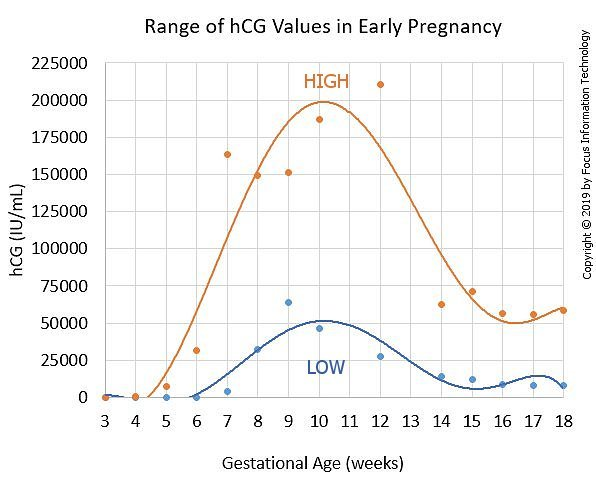 Range of hCG Values in Early Pregnancy
Copyright © 2019 by Focus Information Technology
hCG (IU/mL)
225000
200000
175000
150000
125000
100000
75000
50000
25000
0
HIGH
LOW
3 4 5 6 7 8 9 10 11 12 13 14 15 16 17 18
Gestational Age (weeks)